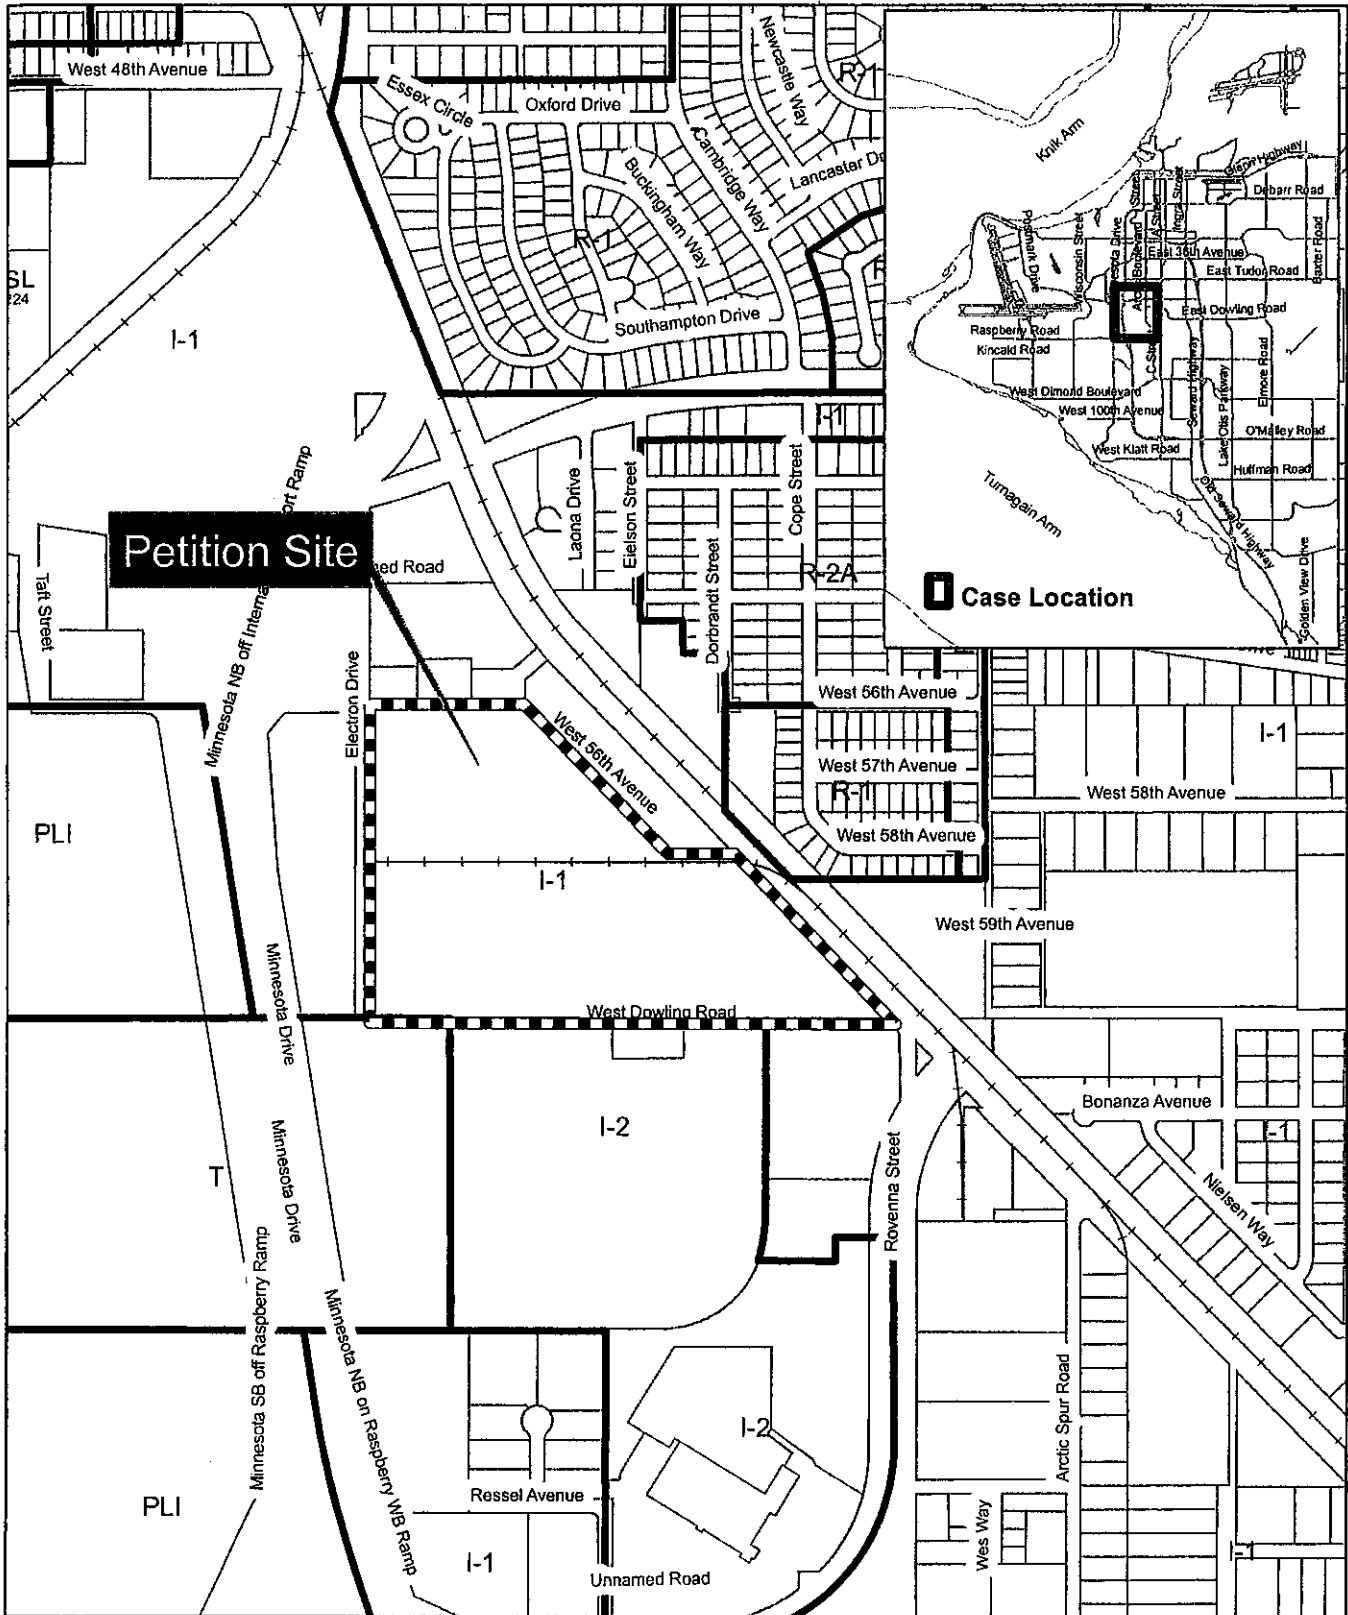 West 48th Avenue
Essex Circle
Oxford Drive
Newcastle Way
R-1
Cambridge Way
Lancaster Dr
Buckingham Way
R-1
Southampton Drive
SL
224
I-1
I-1
Knik Arm
Glenn Highway
Debarr Road
Ingra Street
A Street
Boulevard
Postmark Drive
Wisconsin Street
East 36th Avenue
East Tudor Road
Baxter Road
East Dowling Road
Raspberry Road
Kincaid Road
C Street
Seward Highway
Lake Otis Parkway
Elmore Road
West Dimond Boulevard
West 100th Avenue
O'Malley Road
West Klatt Road
Huffman Road
Turnagain Arm
Old Seward Highway
Golden View Drive
Case Location
Petition Site
ort Ramp
Minnesota NB off Interna
Taft Street
ed Road
Electron Drive
Laona Drive
Eielson Street
Dorbrandt Street
Cope Street
R-2A
West 56th Avenue
West 56th Avenue
West 57th Avenue
R-1
West 58th Avenue
I-1
West 58th Avenue
PLI
I-1
West 59th Avenue
Minnesota Drive
West Dowling Road
T
Minnesota Drive
I-2
Rovenna Street
Bonanza Avenue
I-1
Nielsen Way
Minnesota SB off Raspberry Ramp
Minnesota NB on Raspberry WB Ramp
Arctic Spur Road
I-2
PLI
Ressel Avenue
I-1
Unnamed Road
Wes Way
I-1